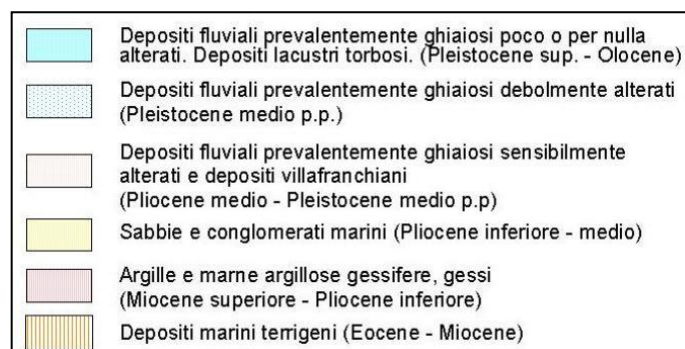 Depositi fluviali prevalentemente ghiaiosi poco o per nulla
alterati. Depositi lacustri torbosi. (Pleistocene sup. - Olocene)
Depositi fluviali prevalentemente ghiaiosi debolmente alterati
(Pleistocene medio p.p.)
Depositi fluviali prevalentemente ghiaiosi sensibilmente
alterati e depositi villafranchiani
(Pliocene medio - Pleistocene medio p.p)
Sabbie e conglomerati marini (Pliocene inferiore - medio)
Argille e marne argillose gessifere, gessi
(Miocene superiore - Pliocene inferiore)
Depositi marini terrigeni (Eocene - Miocene)